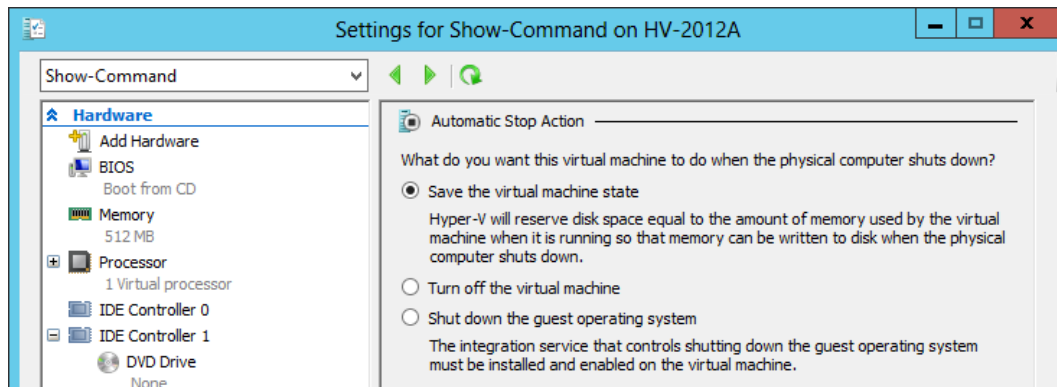 Settings for Show-Command on HV-2012A
Show-Command
Hardware
Add Hardware
BIOS
Boot from CD
Memory
512 MB
Processor
1 Virtual processor
IDE Controller 0
IDE Controller 1
DVD Drive
None
Automatic Stop Action
What do you want this virtual machine to do when the physical computer shuts down?
Save the virtual machine state
Hyper-V will reserve disk space equal to the amount of memory used by the virtual
machine when it is running so that memory can be written to disk when the physical
computer shuts down.
Turn off the virtual machine
Shut down the guest operating system
The integration service that controls shutting down the guest operating system
must be installed and enabled on the virtual machine.